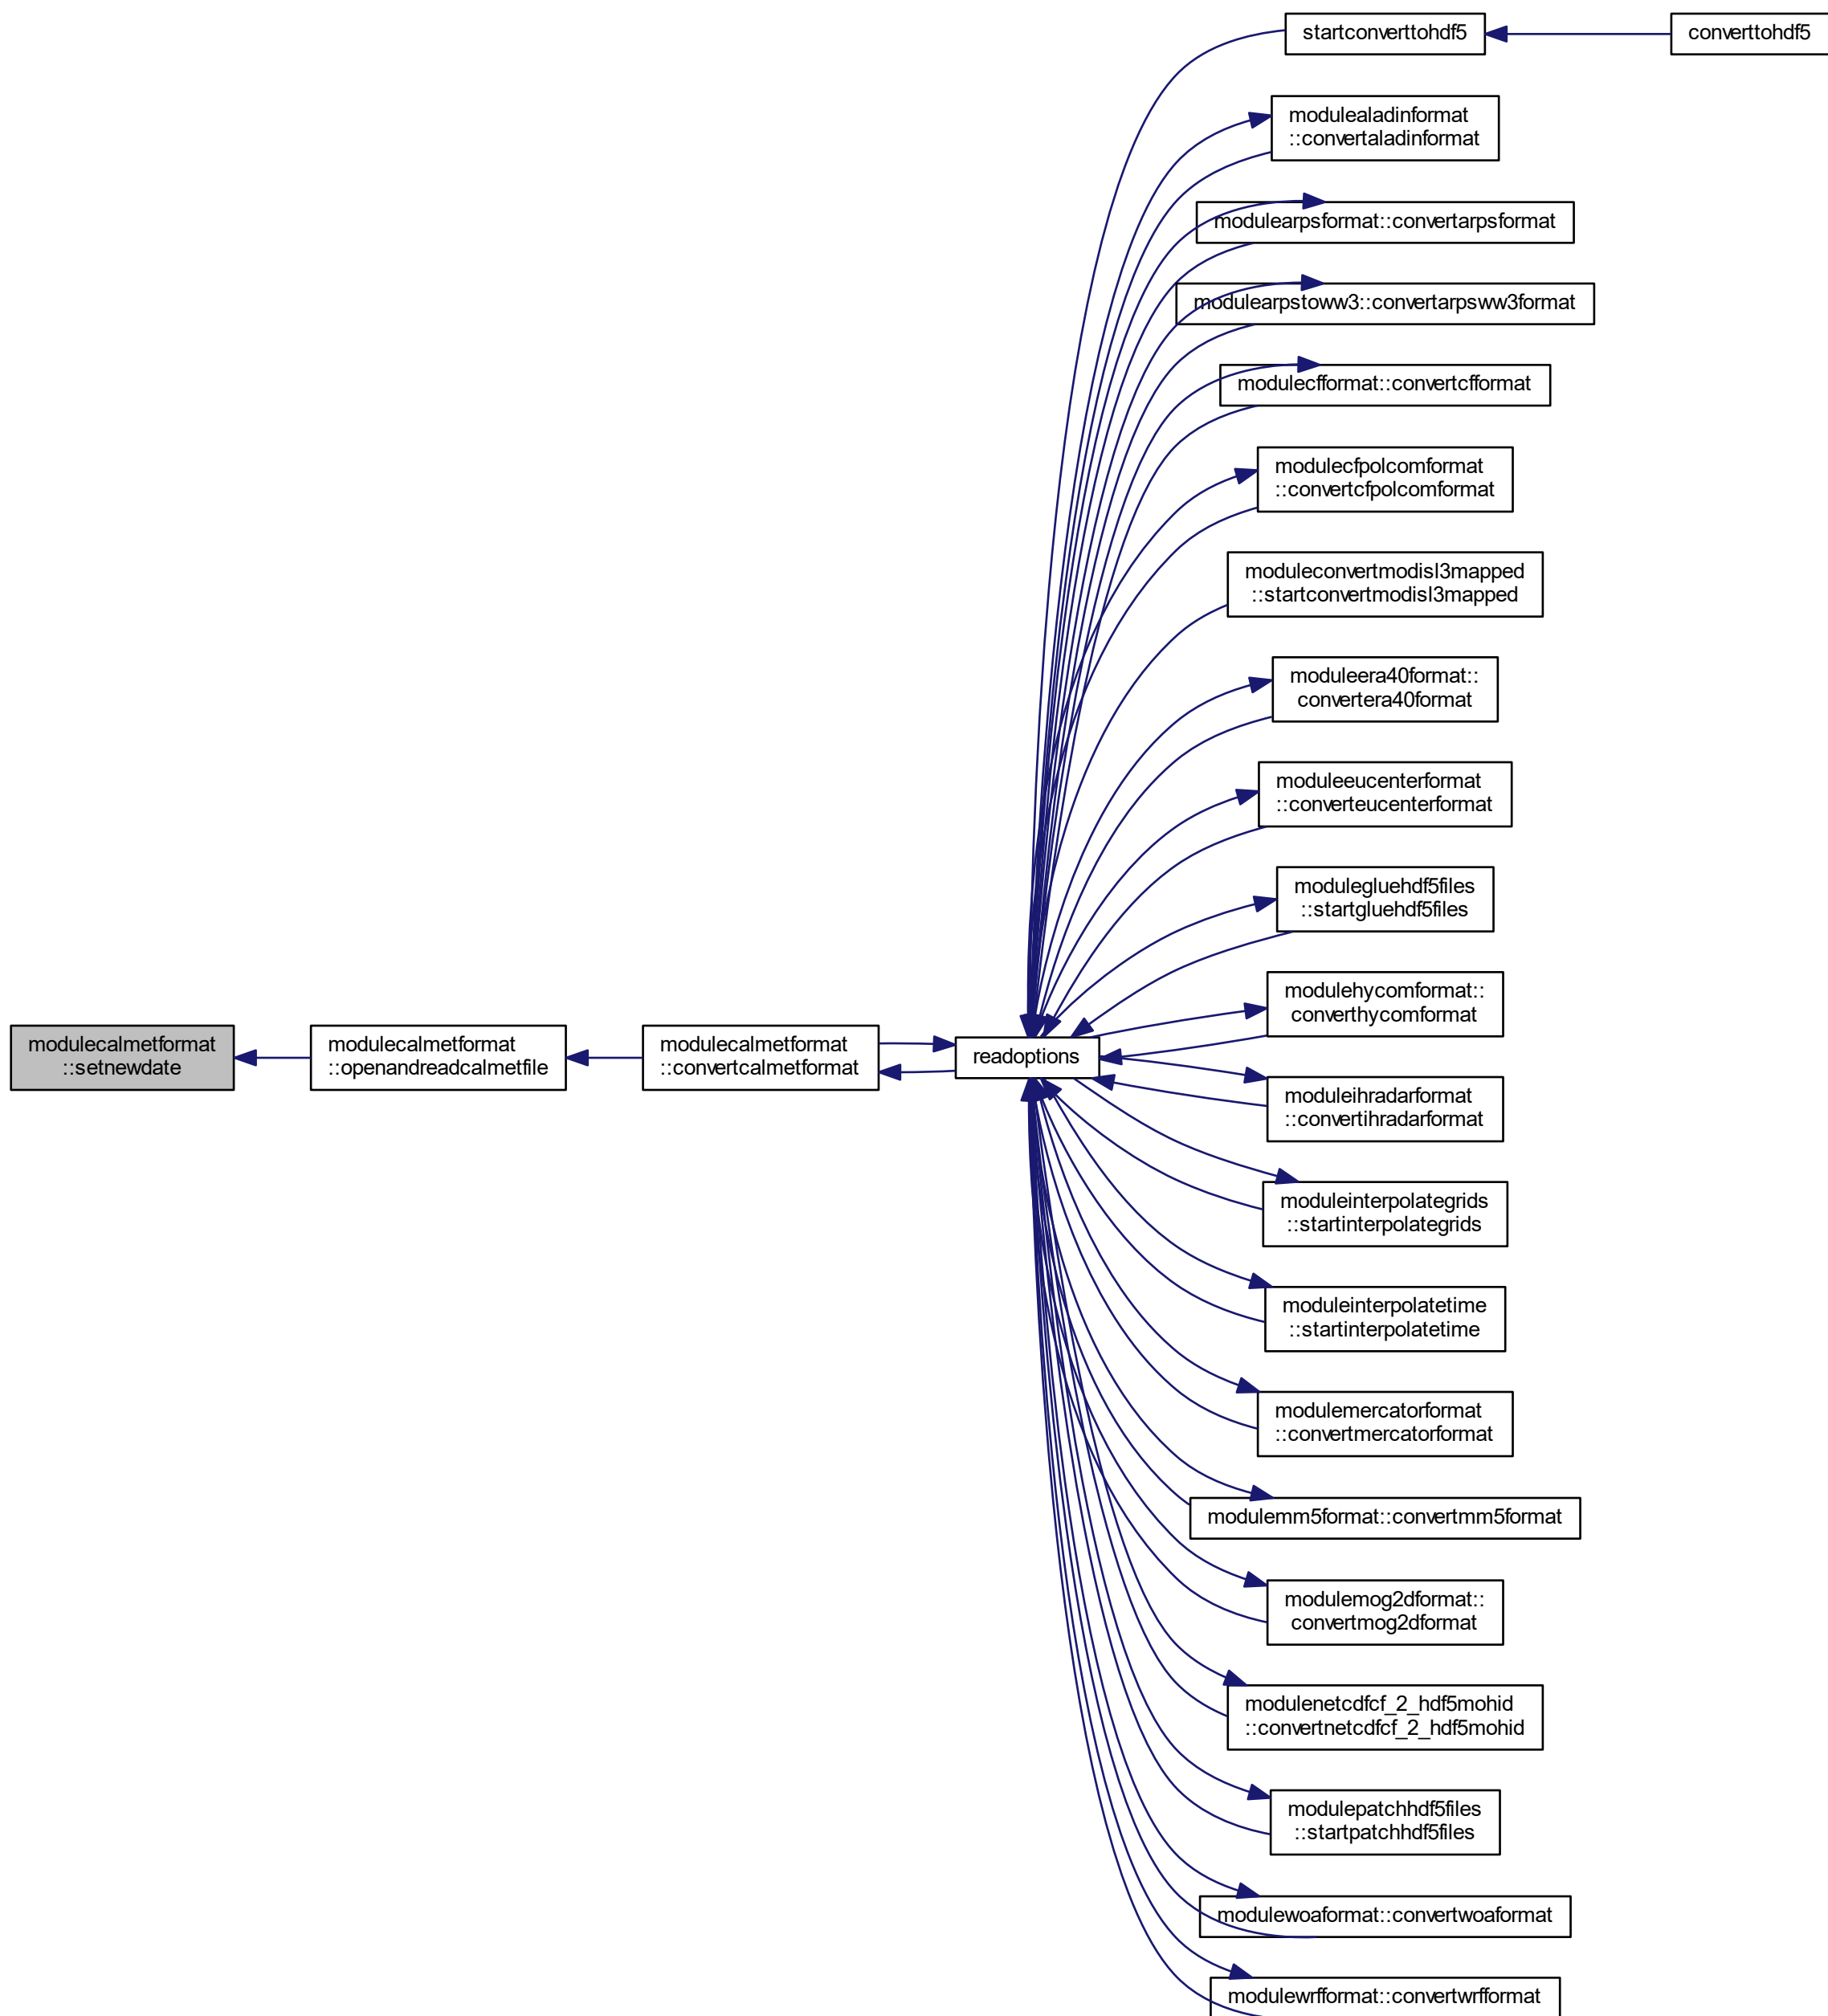 startconverttohdf5
converttohdf5
modulealadinformat
::convertaladinformat
modulearpsformat::convertarpsformat
modulearpstoww3::convertarpsww3format
modulecfformat::convertcfformat
modulecfpolcomformat
::convertcfpolcomformat
moduleconvertmodisl3mapped
::startconvertmodisl3mapped
moduleera40format::
convertera40format
moduleeucenterformat
::converteucenterformat
modulegluehdf5files
::startgluehdf5files
modulehycomformat::
converthycomformat
modulecalmetformat
::setnewdate
modulecalmetformat
::openandreadcalmetfile
modulecalmetformat
::convertcalmetformat
readoptions
moduleihradarformat
::convertihradarformat
moduleinterpolategrids
::startinterpolategrids
moduleinterpolatetime
::startinterpolatetime
modulemercatorformat
::convertmercatorformat
modulemm5format::convertmm5format
modulemog2dformat::
convertmog2dformat
modulenetcdfcf_2_hdf5mohid
::convertnetcdfcf_2_hdf5mohid
modulepatchhdf5files
::startpatchhdf5files
modulewoaformat::convertwoaformat
modulewrfformat::convertwrfformat